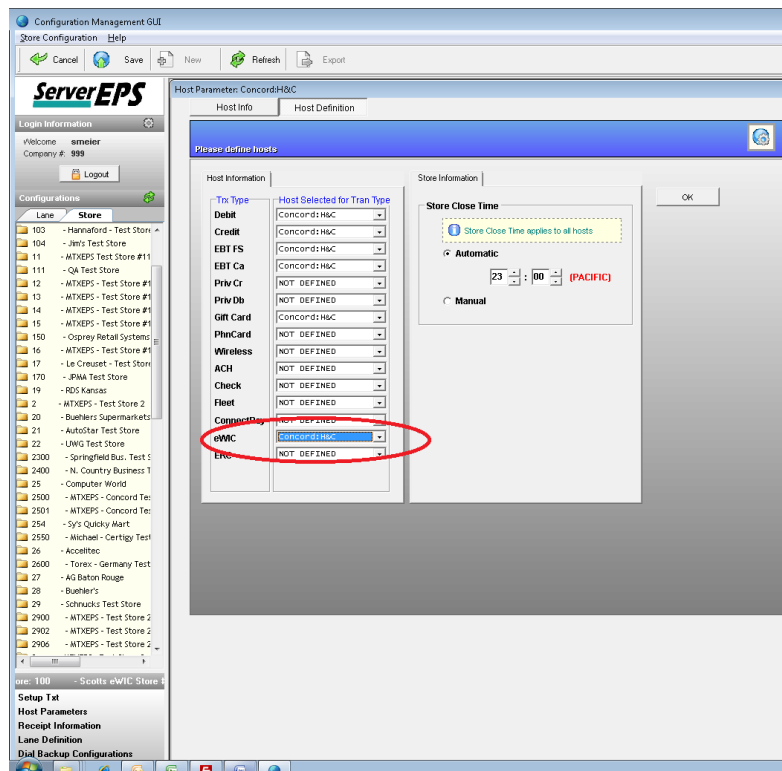 Configuration Management GUI
Store Configuration Help
Cancel Save New Refresh Export
ServerEPS
Login Information
Welcome smeier
Company #: 999
Logout
Configurations
Lane Store
103 - Hannaford - Test Store
104 - Jim's Test Store
11 - MTXEPS Test Store #11
111 - QA Test Store
12 - MTXEPS - Test Store #1
13 - MTXEPS - Test Store #1
14 - MTXEPS - Test Store #1
15 - MTXEPS - Test Store #1
150 - Osprey Retail Systems
16 - MTXEPS - Test Store #1
17 - Le Creuset - Test Store
170 - JPMA Test Store
19 - RDS Kansas
2 - MTXEPS - Test Store 2
20 - Buehlers Supermarkets
21 - AutoStar Test Store
22 - UWG Test Store
2300 - Springfield Bus. Test S
2400 - N. Country Business T
25 - Computer World
2500 - MTXEPS - Concord Te
2501 - MTXEPS - Concord Te
254 - Sy's Quicky Mart
2550 - Michael - Certigy Test
26 - Accelitec
2600 - Torex - Germany Test
27 - AG Baton Rouge
28 - Buehler's
29 - Schnucks Test Store
2900 - MTXEPS - Test Store 2
2902 - MTXEPS - Test Store 2
2906 - MTXEPS - Test Store 2
ore: 100 - Scotts eWIC Store #
Setup Txt
Host Parameters
Receipt Information
Lane Definition
Dial Backup Configurations
Host Parameter: Concord:H&C
Host Info Host Definition
Please define hosts
Host Information
Trx Type Host Selected for Tran Type
Debit Concord:H&C
Credit Concord:H&C
EBT FS Concord:H&C
EBT Ca Concord:H&C
Priv Cr NOT DEFINED
Priv Db NOT DEFINED
Gift Card Concord:H&C
PhnCard NOT DEFINED
Wireless NOT DEFINED
ACH NOT DEFINED
Check NOT DEFINED
Fleet NOT DEFINED
ConnectPay NOT DEFINED
eWIC Concord:H&C
ERC NOT DEFINED
Store Information
Store Close Time
Store Close Time applies to all hosts
Automatic
23 : 00 (PACIFIC)
Manual
OK